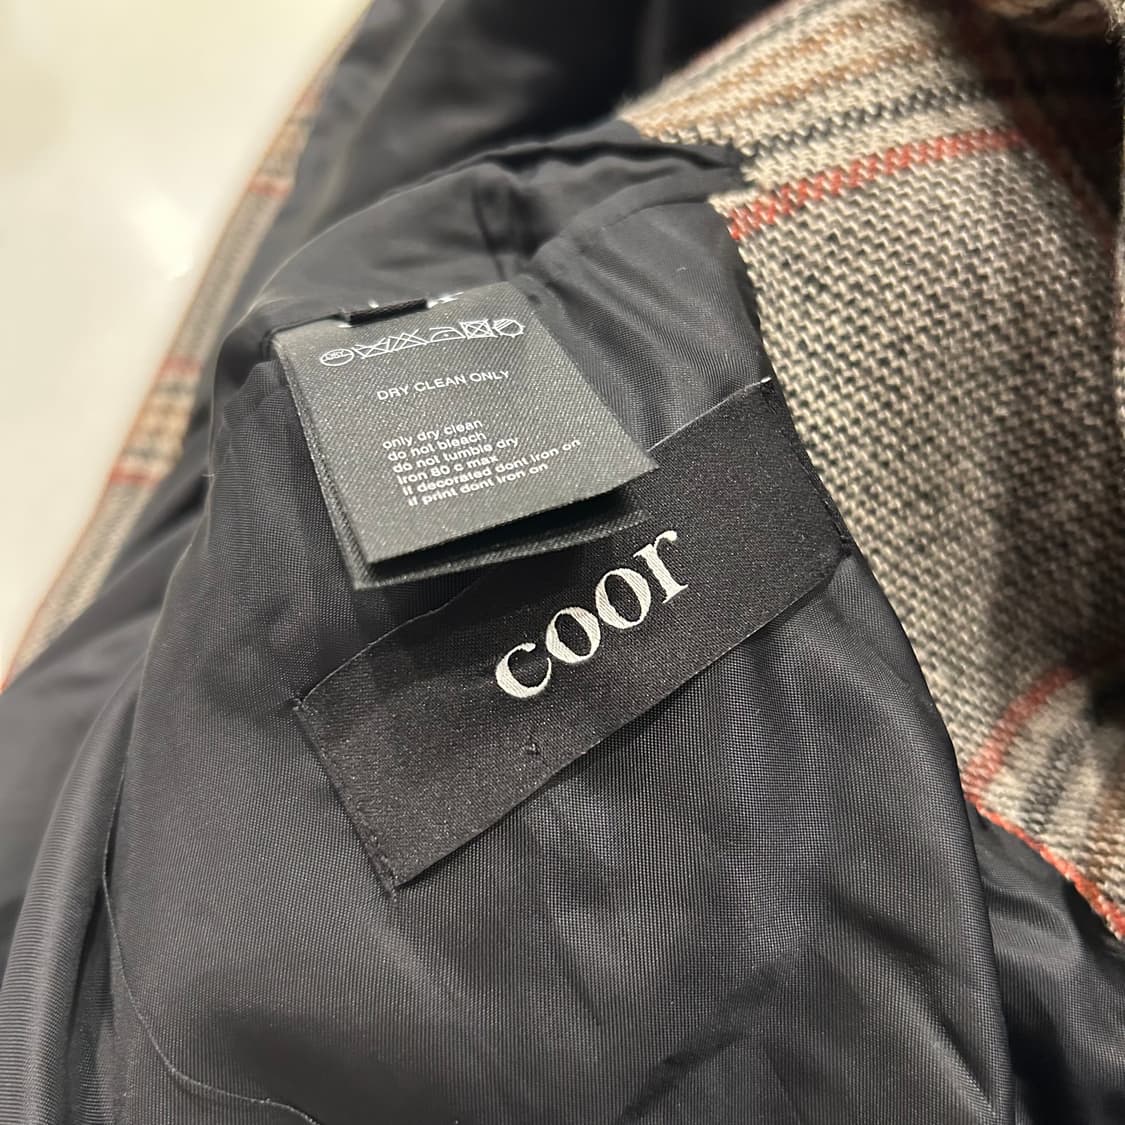 DRY CLEAN ONLY
only dry clean
do not bleach
do not tumble dry
iron 80 c max
if decorated dont iron on
if print dont iron on
coor